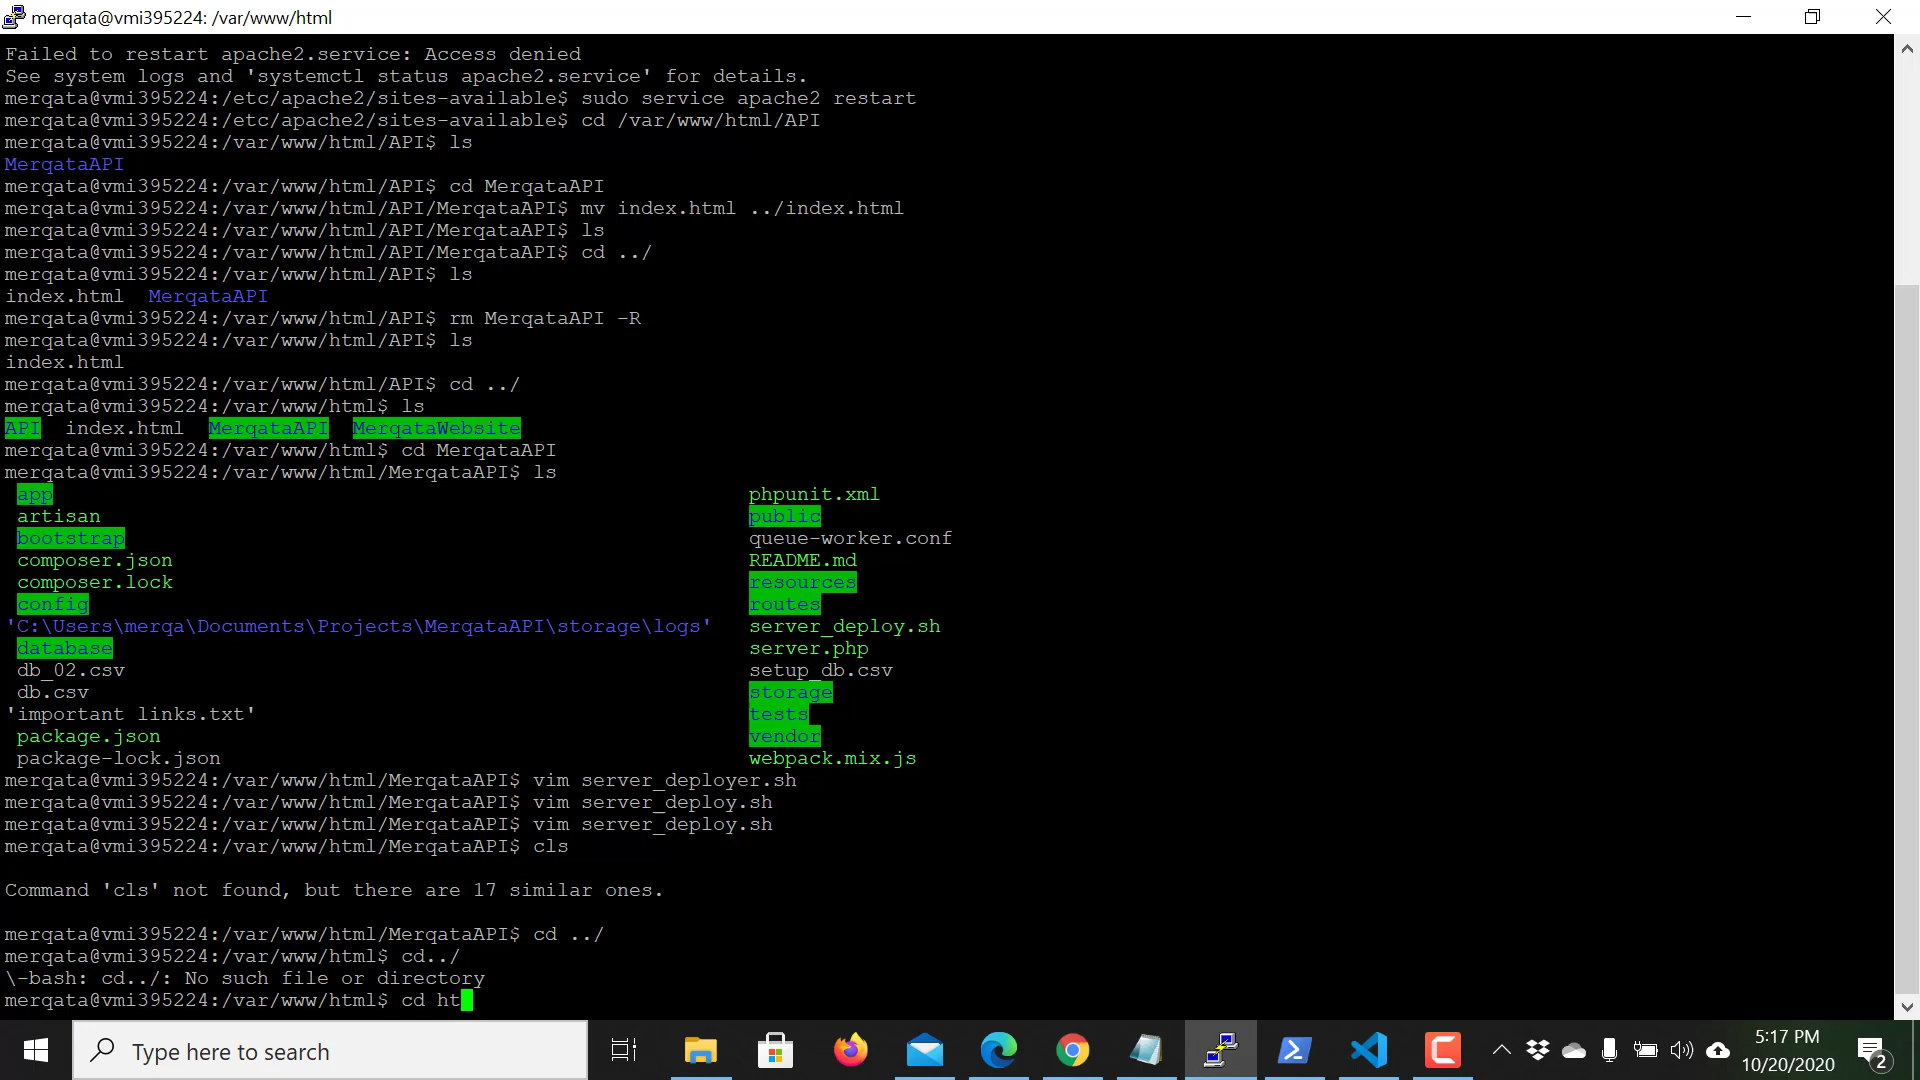 merqata@vmi395224: /var/www/html
Failed to restart apache2.service: Access denied
See system logs and 'systemctl status apache2.service' for details.
merqata@vmi395224:/etc/apache2/sites-available$ sudo service apache2 restart
merqata@vmi395224:/etc/apache2/sites-available$ cd /var/www/html/API
merqata@vmi395224:/var/www/html/API$ ls
MerqataAPI
merqata@vmi395224:/var/www/html/API$ cd MerqataAPI
merqata@vmi395224:/var/www/html/API/MerqataAPI$ mv index.html ../index.html
merqata@vmi395224:/var/www/html/API/MerqataAPI$ ls
merqata@vmi395224:/var/www/html/API/MerqataAPI$ cd ../
merqata@vmi395224:/var/www/html/API$ ls
index.html  MerqataAPI
merqata@vmi395224:/var/www/html/API$ rm MerqataAPI -R
merqata@vmi395224:/var/www/html/API$ ls
index.html
merqata@vmi395224:/var/www/html/API$ cd ../
merqata@vmi395224:/var/www/html$ ls
API  index.html  MerqataAPI  MerqataWebsite
merqata@vmi395224:/var/www/html$ cd MerqataAPI
merqata@vmi395224:/var/www/html/MerqataAPI$ ls
app  phpunit.xml
artisan  public
bootstrap  queue-worker.conf
composer.json  README.md
composer.lock  resources
config  routes
'C:\Users\merqa\Documents\Projects\MerqataAPI\storage\logs'  server_deploy.sh
database  server.php
db_02.csv  setup_db.csv
db.csv  storage
'important links.txt'  tests
package.json  vendor
package-lock.json  webpack.mix.js
merqata@vmi395224:/var/www/html/MerqataAPI$ vim server_deployer.sh
merqata@vmi395224:/var/www/html/MerqataAPI$ vim server_deploy.sh
merqata@vmi395224:/var/www/html/MerqataAPI$ vim server_deploy.sh
merqata@vmi395224:/var/www/html/MerqataAPI$ cls
Command 'cls' not found, but there are 17 similar ones.
merqata@vmi395224:/var/www/html/MerqataAPI$ cd ../
merqata@vmi395224:/var/www/html$ cd../
\-bash: cd../: No such file or directory
merqata@vmi395224:/var/www/html$ cd ht
Type here to search
5:17 PM
10/20/2020
2